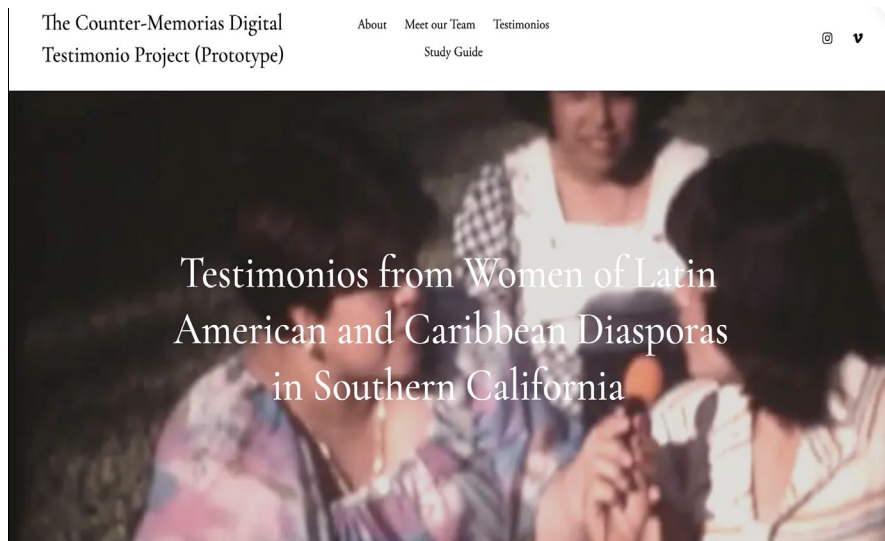 The Counter-Memorias Digital
Testimonio Project (Prototype)
About Meet our Team Testimonios
Study Guide
Testimonios from Women of Latin
American and Caribbean Diasporas
in Southern California